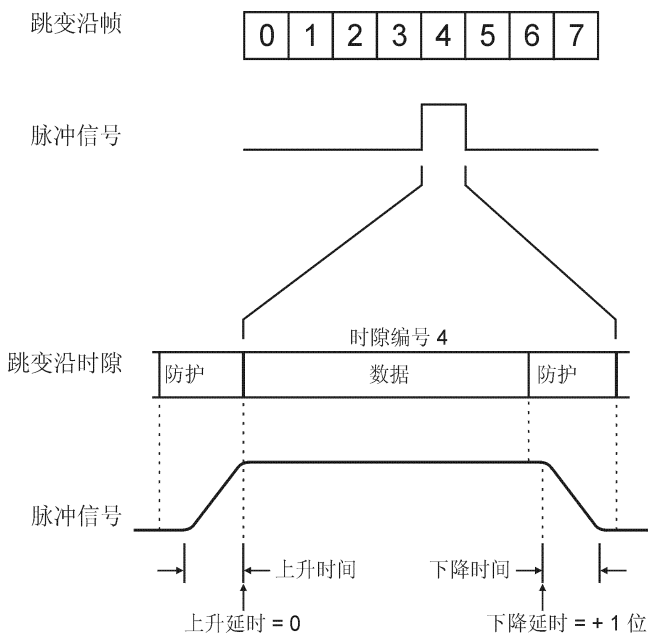 跳变沿帧 0 1 2 3 4 5 6 7
脉冲信号
时隙编号 4
跳变沿时隙 防护 数据 防护
脉冲信号
上升时间 下降时间
上升延时 = 0 下降延时 = + 1 位